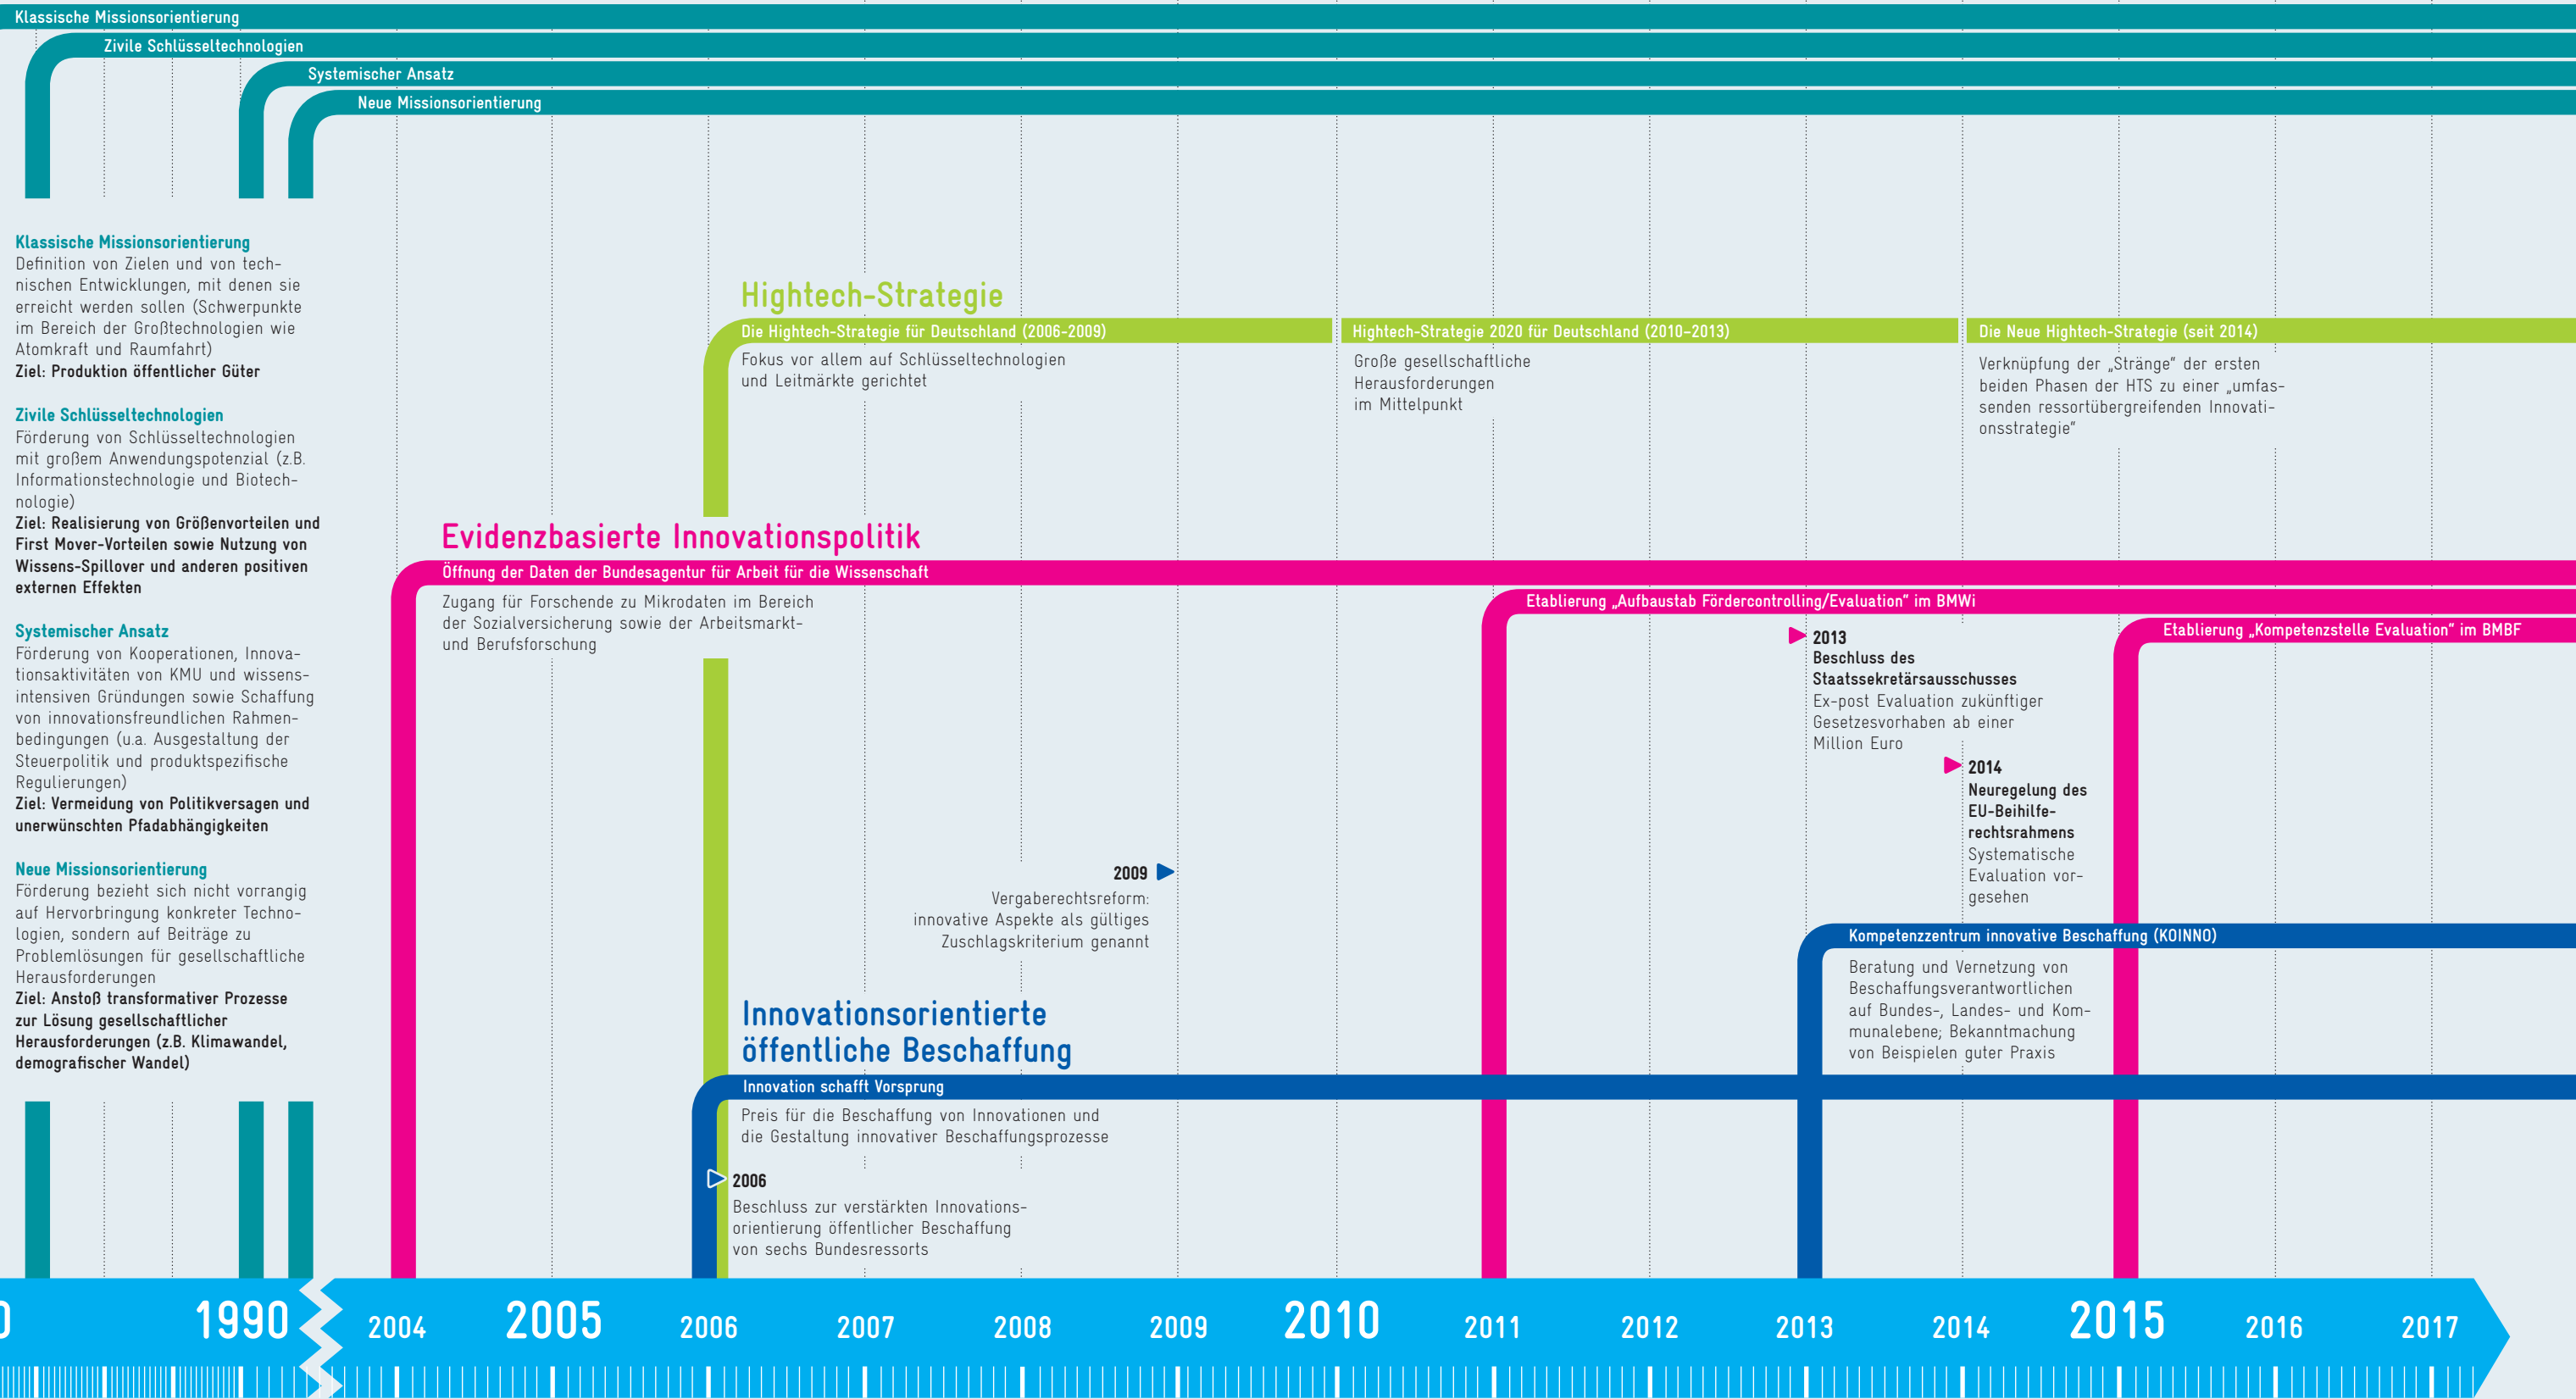 Klassische Missionsorientierung
Zivile Schlüsseltechnologien
Systemischer Ansatz
Neue Missionsorientierung
Klassische Missionsorientierung
Definition von Zielen und von tech-
nischen Entwicklungen, mit denen sie
erreicht werden sollen (Schwerpunkte
im Bereich der Großtechnologien wie
Atomkraft und Raumfahrt)
Ziel: Produktion öffentlicher Güter
Zivile Schlüsseltechnologien
Förderung von Schlüsseltechnologien
mit großem Anwendungspotenzial (z.B.
Informationstechnologie und Biotech-
nologie)
Ziel: Realisierung von Größenvorteilen und
First Mover-Vorteilen sowie Nutzung von
Wissens-Spillover und anderen positiven
externen Effekten
Systemischer Ansatz
Förderung von Kooperationen, Innova-
tionsaktivitäten von KMU und wissens-
intensiven Gründungen sowie Schaffung
von innovationsfreundlichen Rahmen-
bedingungen (u.a. Ausgestaltung der
Steuerpolitik und produktspezifische
Regulierungen)
Ziel: Vermeidung von Politikversagen und
unerwünschten Pfadabhängigkeiten
Neue Missionsorientierung
Förderung bezieht sich nicht vorrangig
auf Hervorbringung konkreter Techno-
logien, sondern auf Beiträge zu
Problemlösungen für gesellschaftliche
Herausforderungen
Ziel: Anstoß transformativer Prozesse
zur Lösung gesellschaftlicher
Herausforderungen (z.B. Klimawandel,
demografischer Wandel)
Hightech-Strategie
Die Hightech-Strategie für Deutschland (2006-2009)
Fokus vor allem auf Schlüsseltechnologien
und Leitmärkte gerichtet
Hightech-Strategie 2020 für Deutschland (2010-2013)
Große gesellschaftliche
Herausforderungen
im Mittelpunkt
Die Neue Hightech-Strategie (seit 2014)
Verknüpfung der „Stränge“ der ersten
beiden Phasen der HTS zu einer „umfas-
senden ressortübergreifenden Innovati-
onsstrategie“
Evidenzbasierte Innovationspolitik
Öffnung der Daten der Bundesagentur für Arbeit für die Wissenschaft
Zugang für Forschende zu Mikrodaten im Bereich
der Sozialversicherung sowie der Arbeitsmarkt-
und Berufsforschung
Etablierung „Aufbaustab Fördercontrolling/Evaluation“ im BMWi
2013
Beschluss des
Staatssekretärsausschusses
Ex-post Evaluation zukünftiger
Gesetzesvorhaben ab einer
Million Euro
Etablierung „Kompetenzstelle Evaluation“ im BMBF
2014
Neuregelung des
EU-Beihilfe-
rechtsrahmens
Systematische
Evaluation vor-
gesehen
2009
Vergaberechtsreform:
innovative Aspekte als gültiges
Zuschlagskriterium genannt
Kompetenzzentrum innovative Beschaffung (KOINNO)
Beratung und Vernetzung von
Beschaffungsverantwortlichen
auf Bundes-, Landes- und Kom-
munalebene; Bekanntmachung
von Beispielen guter Praxis
Innovationsorientierte
öffentliche Beschaffung
Innovation schafft Vorsprung
Preis für die Beschaffung von Innovationen und
die Gestaltung innovativer Beschaffungsprozesse
2006
Beschluss zur verstärkten Innovations-
orientierung öffentlicher Beschaffung
von sechs Bundesressorts
1990 2004 2005 2006 2007 2008 2009 2010 2011 2012 2013 2014 2015 2016 2017